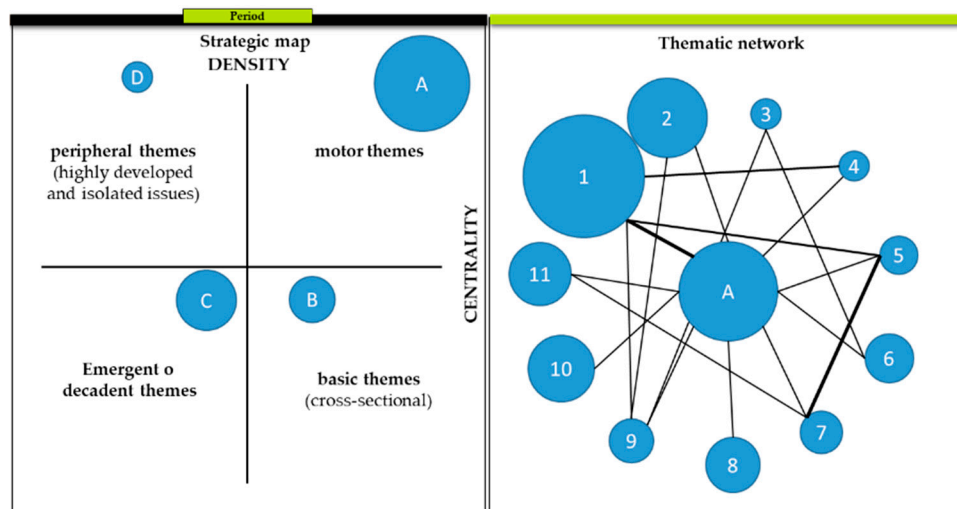 Period
Strategic map
DENSITY
D
A
peripheral themes
(highly developed
and isolated issues)
motor themes
CENTRALITY
C
B
Emergent o
decadent themes
basic themes
(cross-sectional)
Thematic network
1
2
3
4
5
6
7
8
9
10
11
A